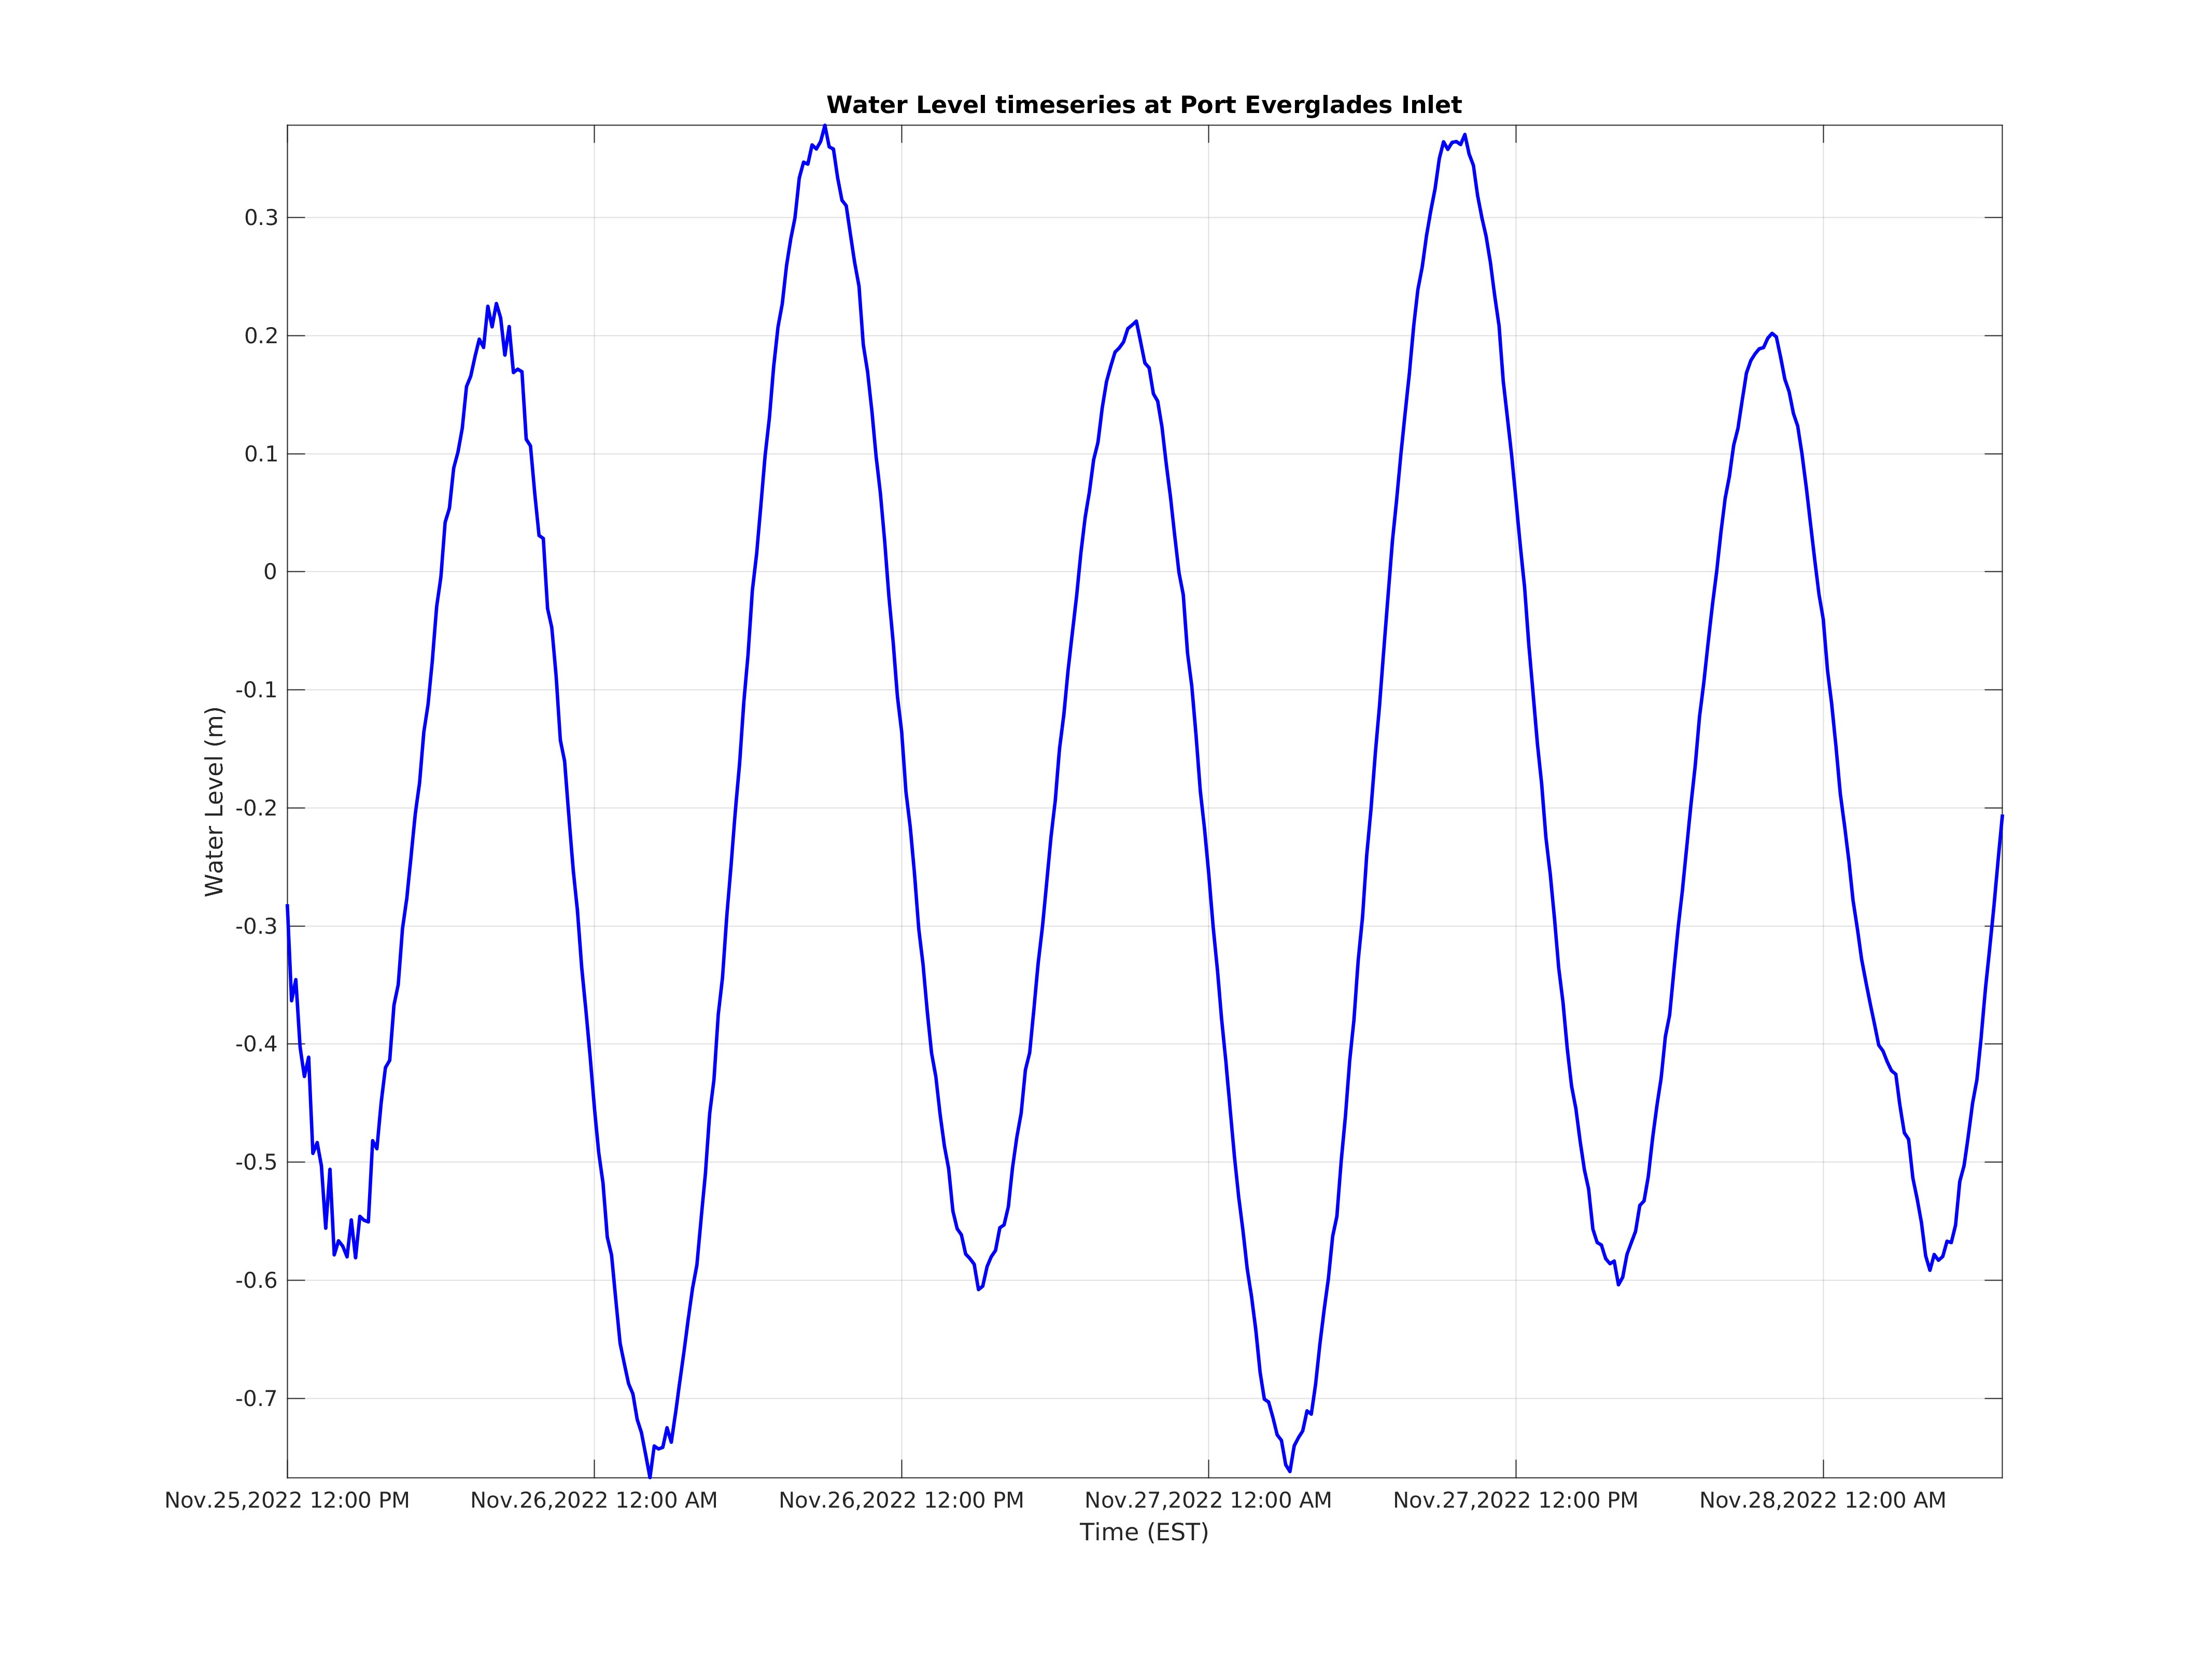 Water Level timeseries at Port Everglades Inlet
0.3
0.2
0.1
0
-0.1
-0.2
-0.3
-0.4
-0.5
-0.6
-0.7
Water Level (m)
Nov.25,2022 12:00 PM
Nov.26,2022 12:00 AM
Nov.26,2022 12:00 PM
Nov.27,2022 12:00 AM
Nov.27,2022 12:00 PM
Nov.28,2022 12:00 AM
Time (EST)